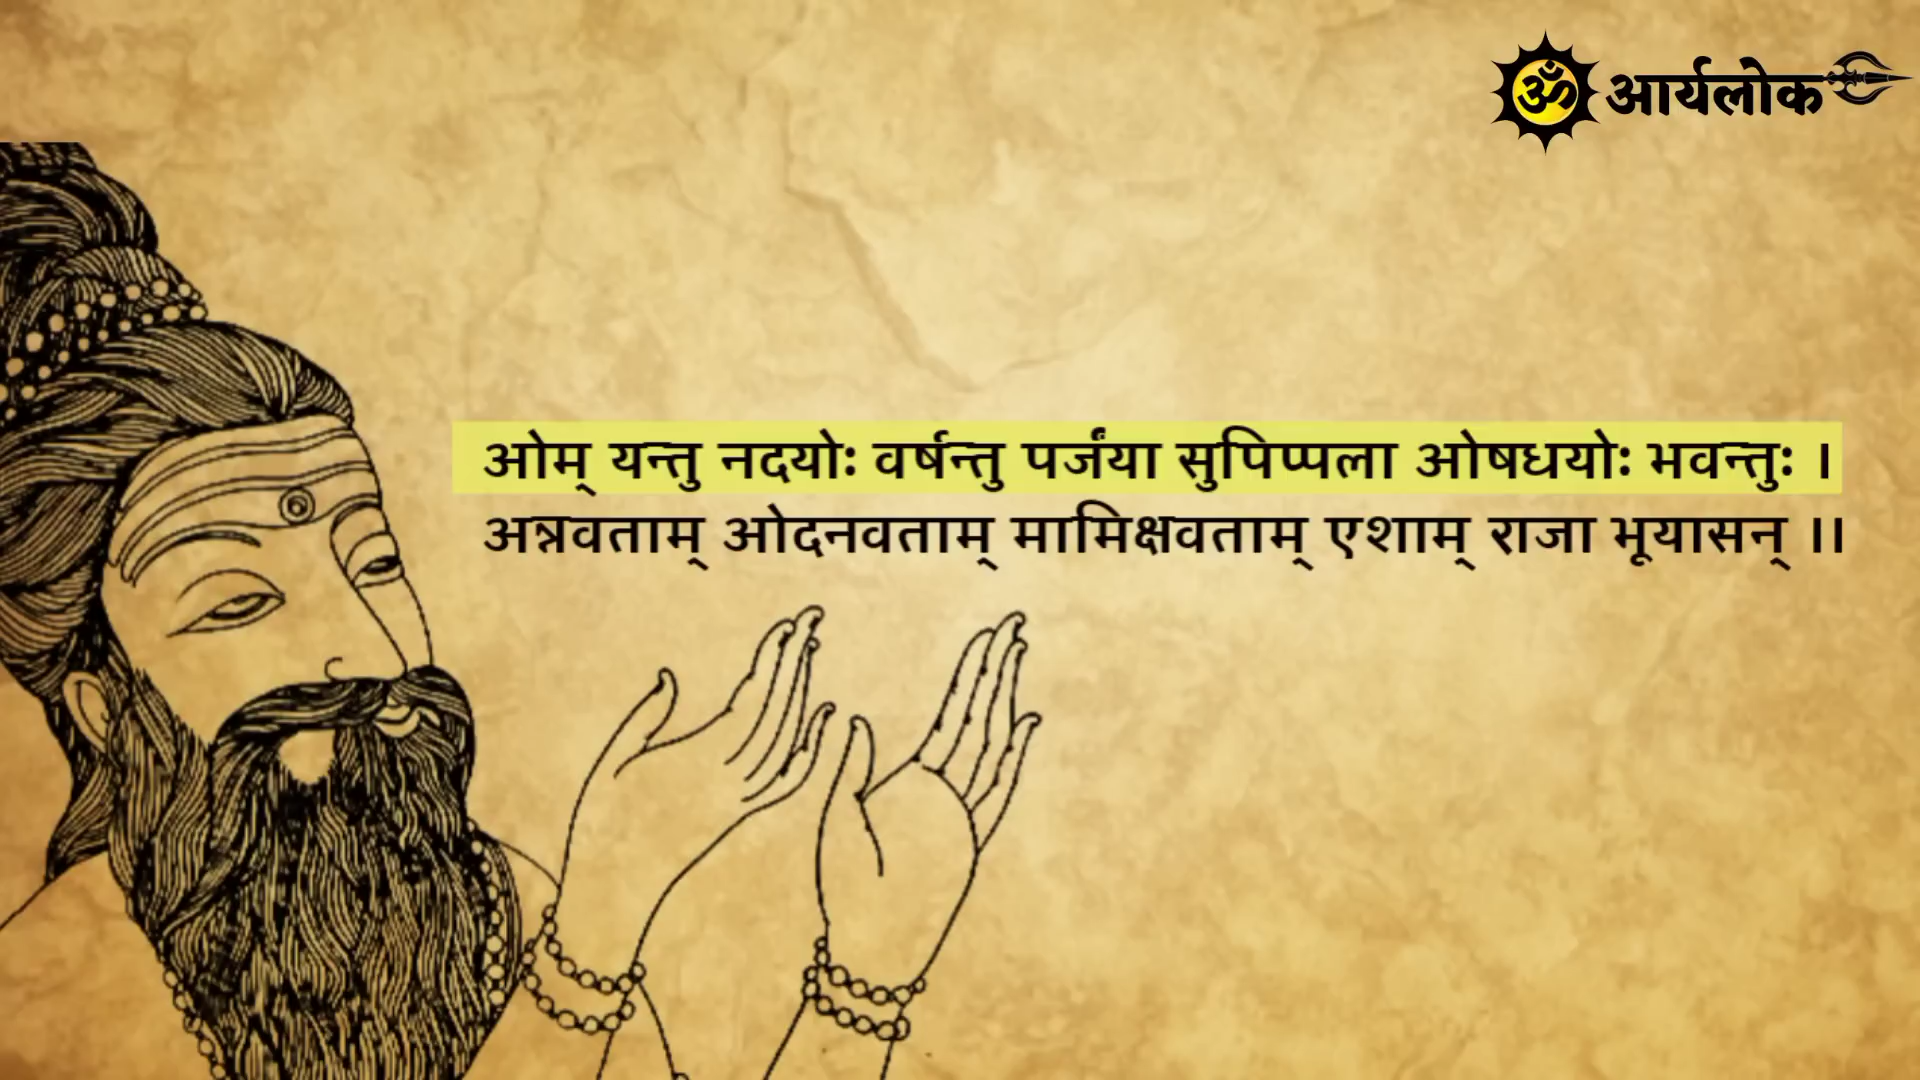 ॐ आर्यलोक
ओम् यन्तु नदयोः वर्षन्तु पर्जंया सुपिप्पला ओषधयोः भवन्तुः ।
अन्नवताम् ओदनवताम् मामिक्षवताम् एशाम् राजा भूयासन् ।।